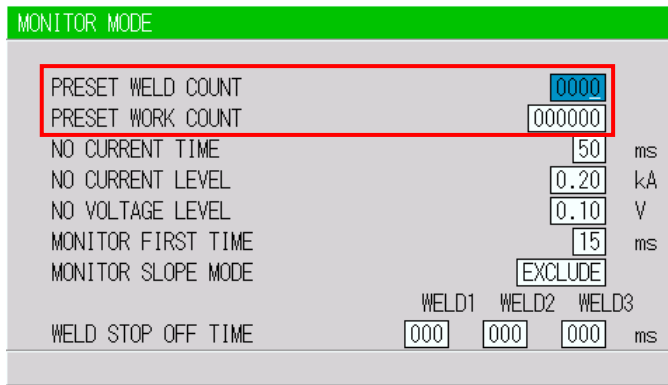 MONITOR MODE
PRESET WELD COUNT 0000
PRESET WORK COUNT 000000
NO CURRENT TIME 50 ms
NO CURRENT LEVEL 0.20 kA
NO VOLTAGE LEVEL 0.10 V
MONITOR FIRST TIME 15 ms
MONITOR SLOPE MODE EXCLUDE
WELD1 WELD2 WELD3
WELD STOP OFF TIME 000 000 000 ms